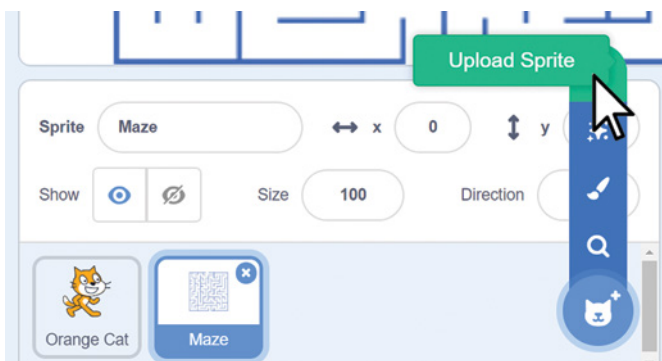 Upload Sprite
Sprite Maze x 0 y
Show Size 100 Direction
Orange Cat Maze